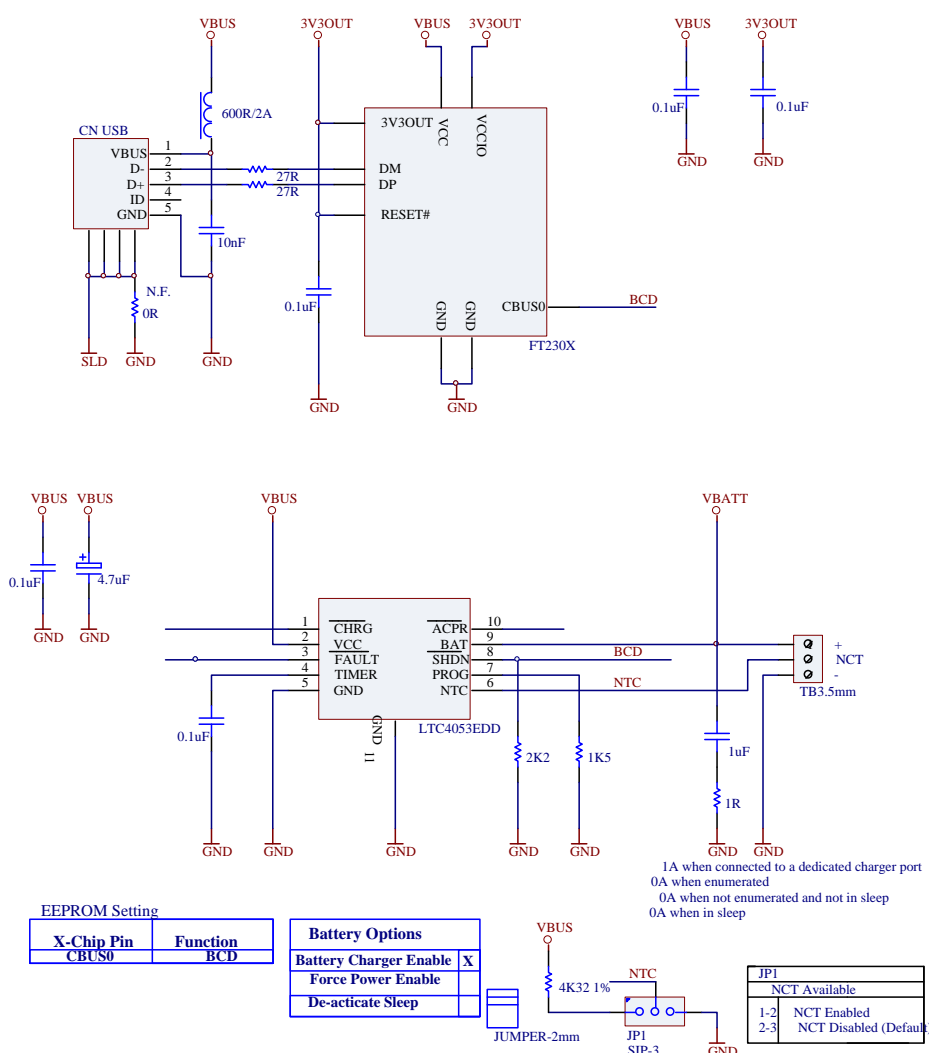 VBUS
3V3OUT
VBUS
3V3OUT
VBUS
3V3OUT
600R/2A
0.1uF
0.1uF
GND
GND
CN USB
VBUS
1
D-
2
D+
3
ID
4
GND
5
27R
27R
10nF
N.F.
0R
SLD
GND
GND
0.1uF
GND
3V3OUT
VCC
VCCIO
DM
DP
RESET#
CBUS0
BCD
GND
GND
FT230X
GND
VBUS
VBUS
VBUS
VBATT
0.1uF
+
4.7uF
GND
GND
1
CHRG
2
VCC
3
FAULT
4
TIMER
5
GND
ACPR
10
BAT
9
SHDN
8
BCD
PROG
7
NTC
6
NTC
GND
11
LTC4053EDD
0.1uF
2K2
1K5
1uF
1R
+
NCT
-
TB3.5mm
GND
GND
GND
GND
GND
GND
GND
1A when connected to a dedicated charger port
0A when enumerated
0A when not enumerated and not in sleep
0A when in sleep
EEPROM Setting
X-Chip Pin
Function
CBUS0
BCD
Battery Options
Battery Charger Enable
X
Force Power Enable
De-acticate Sleep
JUMPER-2mm
VBUS
4K32 1%
NTC
JP1
SIP-3
GND
JP1
NCT Available
1-2 NCT Enabled
2-3 NCT Disabled (Default